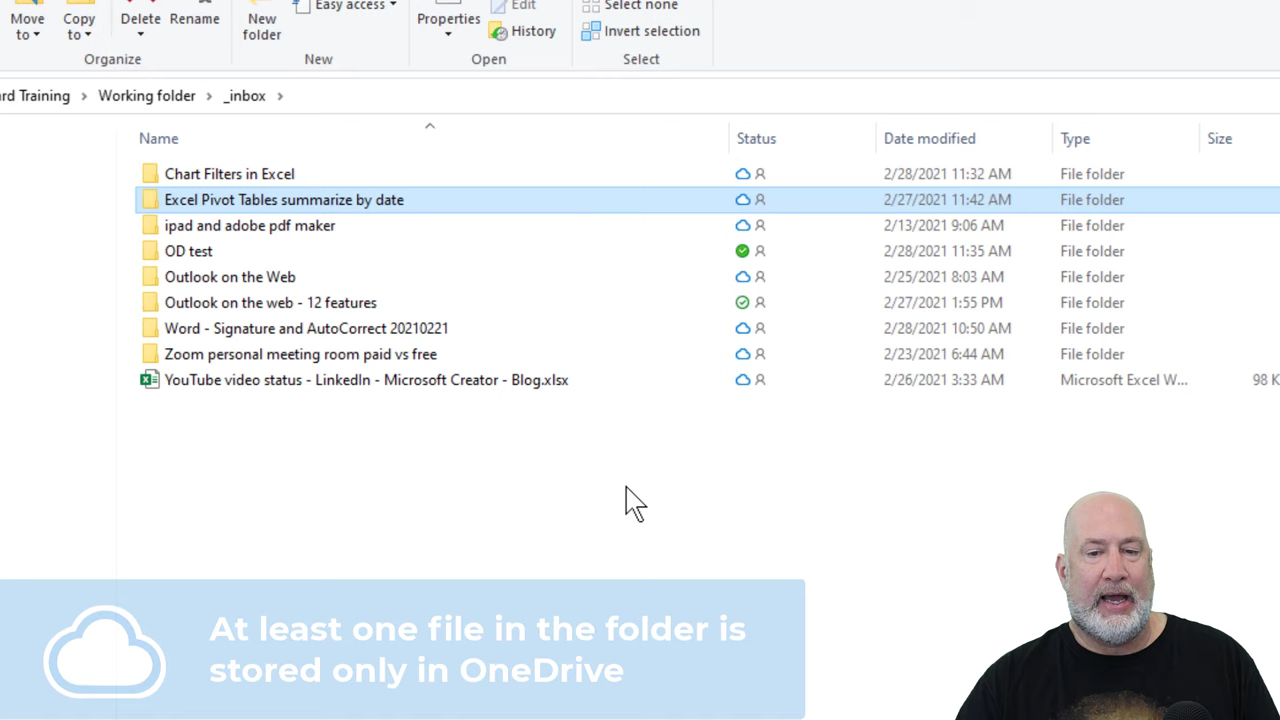 Move to
Copy to
Delete
Rename
New folder
Easy access
Properties
Edit
History
Select none
Invert selection
Organize
New
Open
Select
rd Training > Working folder > _inbox >
Name Status Date modified Type Size
Chart Filters in Excel 2/28/2021 11:32 AM File folder
Excel Pivot Tables summarize by date 2/27/2021 11:42 AM File folder
ipad and adobe pdf maker 2/13/2021 9:06 AM File folder
OD test 2/28/2021 11:35 AM File folder
Outlook on the Web 2/25/2021 8:03 AM File folder
Outlook on the web - 12 features 2/27/2021 1:55 PM File folder
Word - Signature and AutoCorrect 20210221 2/28/2021 10:50 AM File folder
Zoom personal meeting room paid vs free 2/23/2021 6:44 AM File folder
YouTube video status - LinkedIn - Microsoft Creator - Blog.xlsx 2/26/2021 3:33 AM Microsoft Excel W... 98 K
At least one file in the folder is
stored only in OneDrive